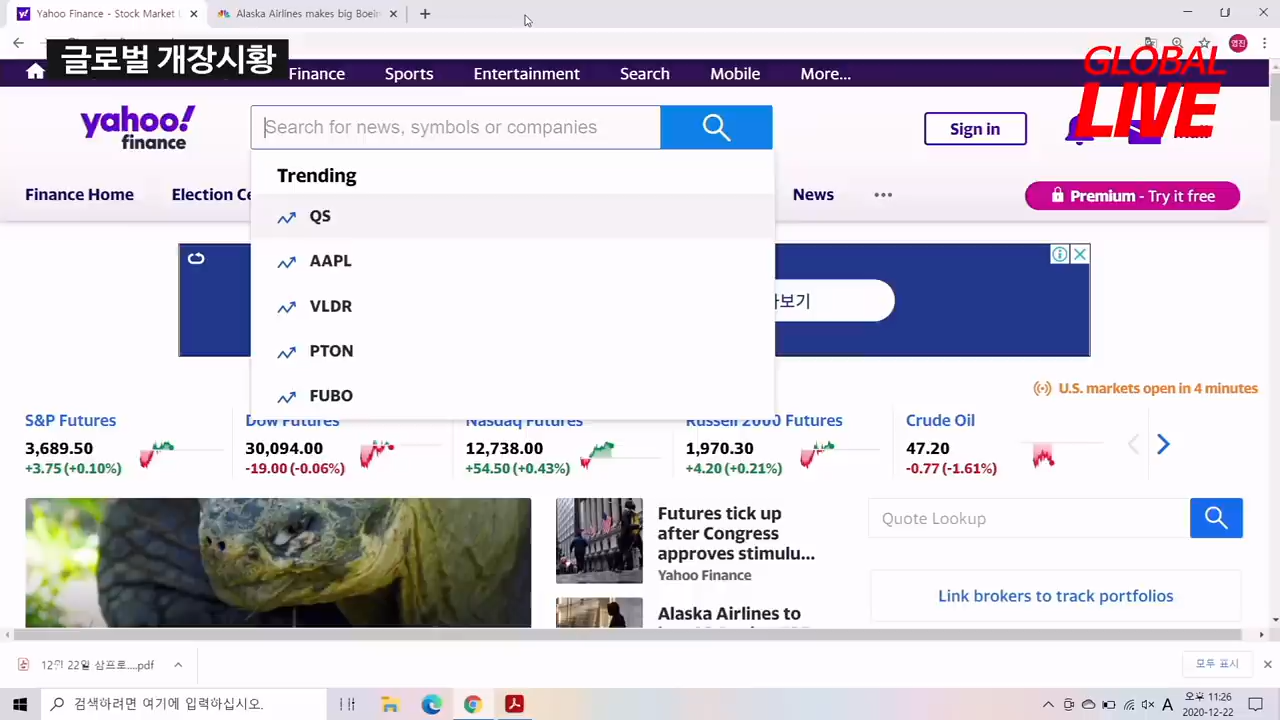 Yahoo Finance - Stock Market
Alaska Airlines makes big Boein
글로벌 개장시황
GLOBAL
LIVE
영진
Finance
Sports
Entertainment
Search
Mobile
More...
yahoo!
finance
Search for news, symbols or companies
Sign in
Mail
Trending
QS
AAPL
VLDR
PTON
FUBO
Finance Home
Election Ce
News
Premium - Try it free
보기
U.S. markets open in 4 minutes
S&P Futures
3,689.50
+3.75 (+0.10%)
Dow Futures
30,094.00
-19.00 (-0.06%)
Nasdaq Futures
12,738.00
+54.50 (+0.43%)
Russell 2000 Futures
1,970.30
+4.20 (+0.21%)
Crude Oil
47.20
-0.77 (-1.61%)
Futures tick up
after Congress
approves stimulu...
Yahoo Finance
Alaska Airlines to
Quote Lookup
Link brokers to track portfolios
12월 22일 삼프로....pdf
모두 표시
검색하려면 여기에 입력하십시오.
A
오후 11:26
2020-12-22